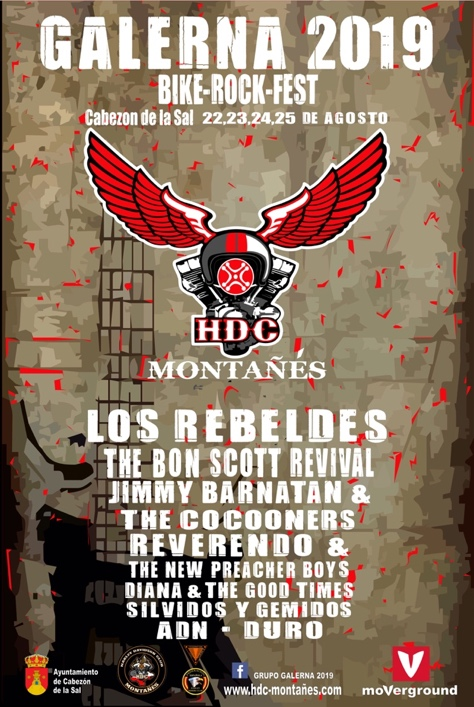 GALERNA 2019
BIKE-ROCK-FEST
Cabezon de la Sal 22,23,24,25 DE AGOSTO
HDC
MONTAÑÉS
LOS REBELDES
THE BON SCOTT REVIVAL
JIMMY BARNATAN &
THE COCOONERS
REVERENDO &
THE NEW PREACHER BOYS
DIANA & THE GOOD TIMES
SILVIDOS Y GEMIDOS
ADN - DURO
Ayuntamiento
de Cabezón
de la Sal
MONTAÑÉS
GRUPO GALERNA 2019
www.hdc-montañes.com
moVerground